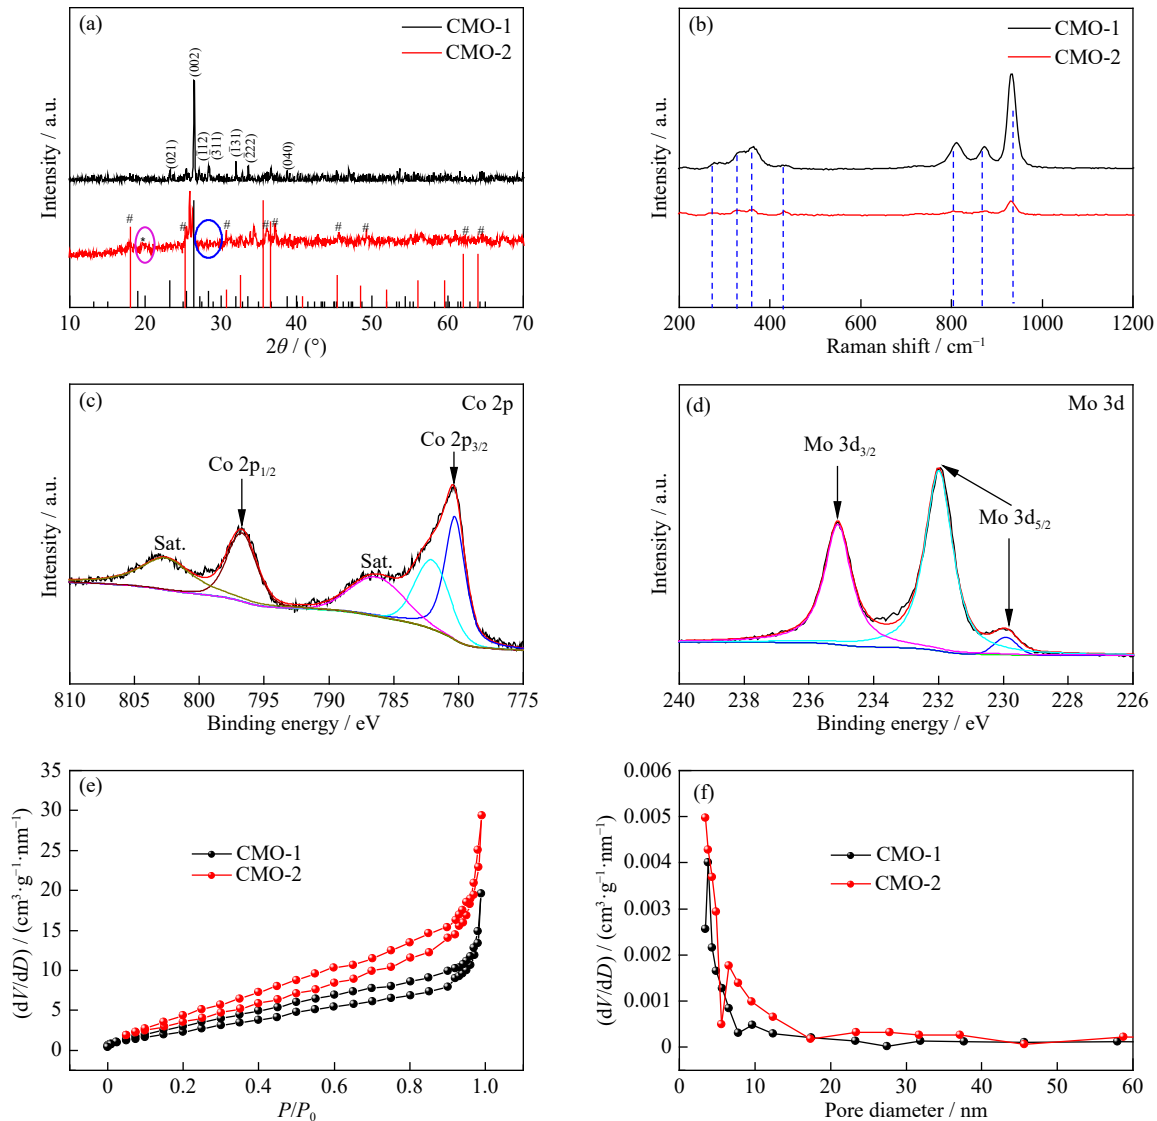 (a)
CMO-1
CMO-2
(002)
(021)
(112)
(311)
(131)
(222)
(040)
# * # # # # # # # #
Intensity / a.u.
10 20 30 40 50 60 70
2θ / (°)
(b)
CMO-1
CMO-2
Intensity / a.u.
200 400 600 800 1000 1200
Raman shift / cm⁻¹
(c)
Co 2p
Co 2p₃/₂
Co 2p₁/₂
Sat.
Sat.
Intensity / a.u.
810 805 800 795 790 785 780 775
Binding energy / eV
(d)
Mo 3d
Mo 3d₃/₂
Mo 3d₅/₂
Intensity / a.u.
240 238 236 234 232 230 228 226
Binding energy / eV
(e)
CMO-1
CMO-2
(dV/dD) / (cm³·g⁻¹·nm⁻¹)
35
30
25
20
15
10
5
0
0 0.2 0.4 0.6 0.8 1.0
P/P₀
(f)
CMO-1
CMO-2
(dV/dD) / (cm³·g⁻¹·nm⁻¹)
0.006
0.005
0.004
0.003
0.002
0.001
0
0 10 20 30 40 50 60
Pore diameter / nm